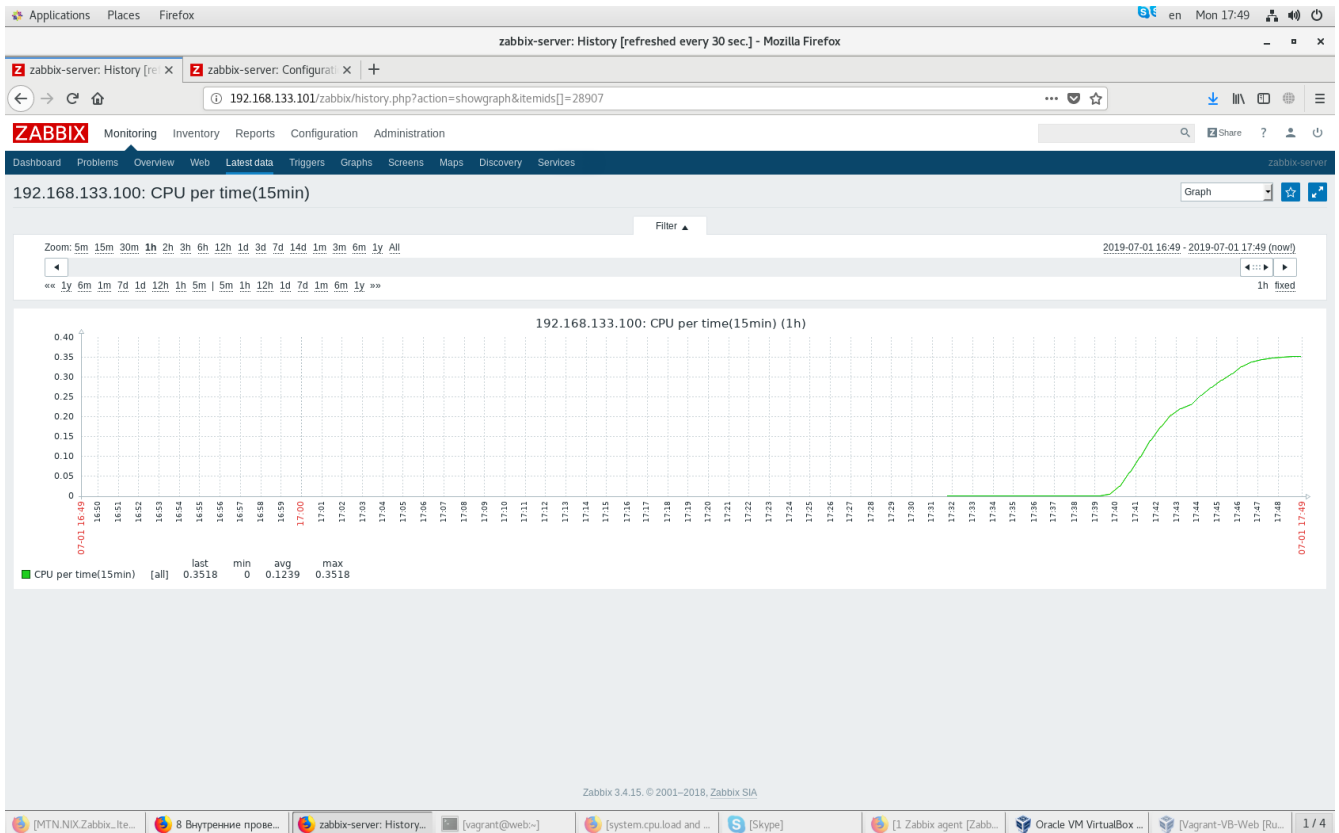 Applications Places Firefox en Mon 17:49
zabbix-server: History [refreshed every 30 sec.] - Mozilla Firefox
zabbix-server: History [re zabbix-server: Configurati
192.168.133.101/zabbix/history.php?action=showgraph&itemids[]=28907
ZABBIX Monitoring Inventory Reports Configuration Administration Z Share ?
Dashboard Problems Overview Web Latest data Triggers Graphs Screens Maps Discovery Services zabbix-server
192.168.133.100: CPU per time(15min) Graph
Filter
Zoom: 5m 15m 30m 1h 2h 3h 6h 12h 1d 3d 7d 14d 1m 3m 6m 1y All 2019-07-01 16:49 - 2019-07-01 17:49 (now!)
«« 1y 6m 1m 7d 1d 12h 1h 5m | 5m 1h 12h 1d 7d 1m 6m 1y »» 1h fixed
192.168.133.100: CPU per time(15min) (1h)
0.40
0.35
0.30
0.25
0.20
0.15
0.10
0.05
0
07-01 16:49 16:50 16:51 16:52 16:53 16:54 16:55 16:56 16:57 16:58 16:59 17:00 17:01 17:02 17:03 17:04 17:05 17:06 17:07 17:08 17:09 17:10 17:11 17:12 17:13 17:14 17:15 17:16 17:17 17:18 17:19 17:20 17:21 17:22 17:23 17:24 17:25 17:26 17:27 17:28 17:29 17:30 17:31 17:32 17:33 17:34 17:35 17:36 17:37 17:38 17:39 17:40 17:41 17:42 17:43 17:44 17:45 17:46 17:47 17:48 07-01 17:49
last min avg max
CPU per time(15min) [all] 0.3518 0 0.1239 0.3518
Zabbix 3.4.15. © 2001–2018, Zabbix SIA
[MTN.NIX.Zabbix_Ite... 8 Внутренние прове... zabbix-server: History... [vagrant@web:~] [system.cpu.load and ... [Skype] [1 Zabbix agent [Zabb... Oracle VM VirtualBox ... [Vagrant-VB-Web [Ru... 1 / 4